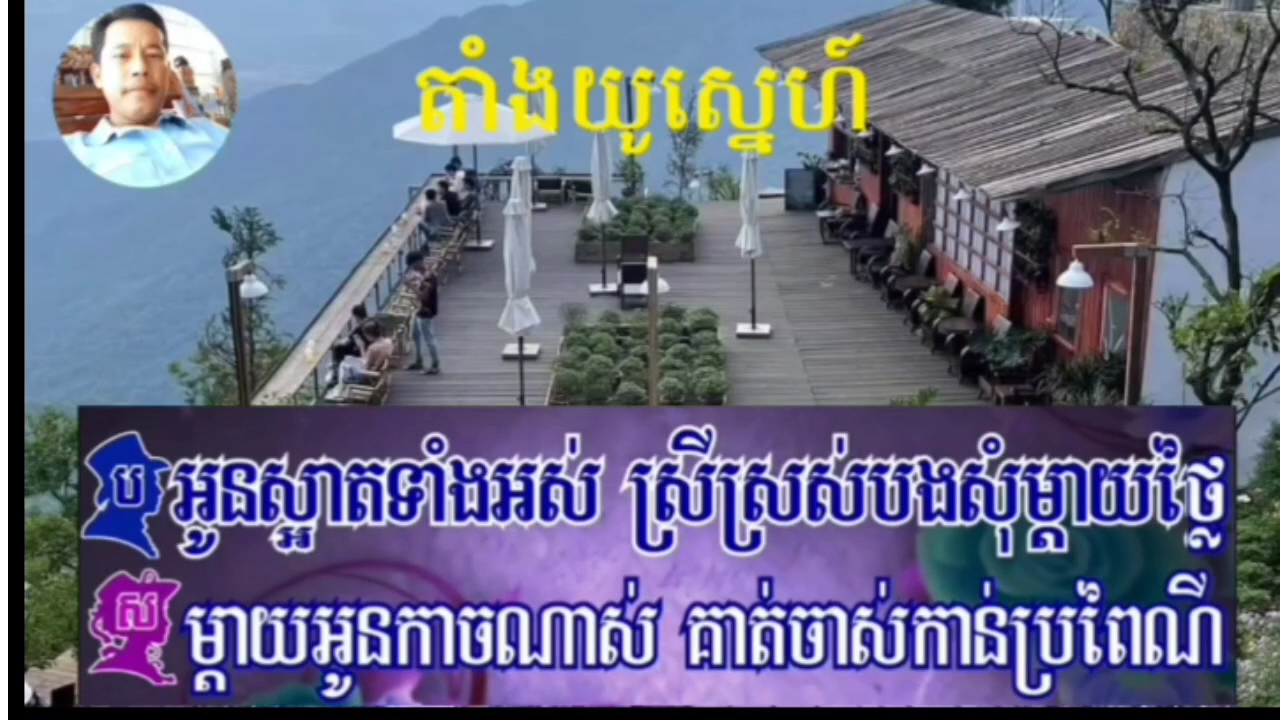 តាំងយូស្នេហ៍
ប អូនស្អាតទាំងអស់ ស្រីស្រស់បងសុំម្ដាយថ្លៃ
ស ម្ដាយអូនកាចណាស់ គាត់ចាស់កាន់ប្រពៃណី